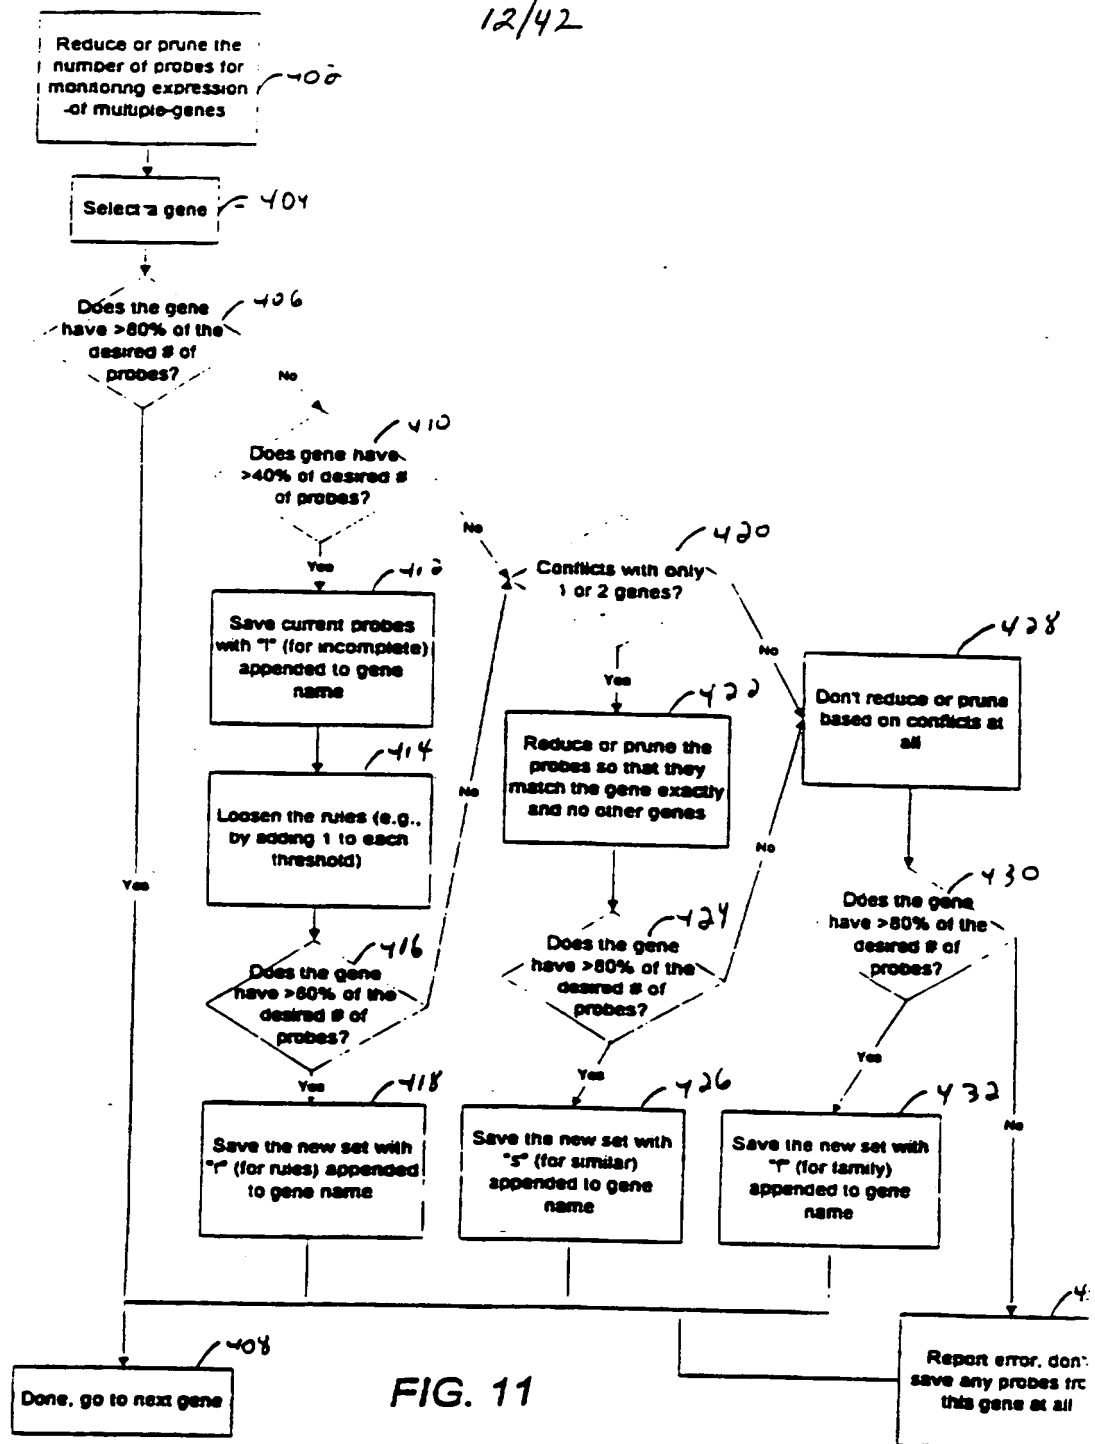 12/42
Reduce or prune the
number of probes for
monitoring expression
of multiple genes
Select a gene
404
Does the gene
have >80% of the
desired # of
probes?
406
No
Does gene have
>40% of desired #
of probes?
410
No
Yes
Conflicts with only
1 or 2 genes?
420
No
Save current probes
with "i" (for incomplete)
appended to gene
name
412
Yes
Reduce or prune the
probes so that they
match the gene exactly
and no other genes
422
Don't reduce or prune
based on conflicts at
all
428
Loosen the rules (e.g.,
by adding 1 to each
threshold)
414
No
No
Yes
Does the gene
have >80% of the
desired # of
probes?
416
Does the gene
have >80% of the
desired # of
probes?
424
Does the gene
have >80% of the
desired # of
probes?
430
Yes
Yes
Yes
No
Save the new set with
"r" (for rules) appended
to gene name
418
Save the new set with
"s" (for similar)
appended to gene
name
426
Save the new set with
"f" (for family)
appended to gene
name
432
Done, go to next gene
408
Report error, don'
save any probes
this gene at all
FIG. 11